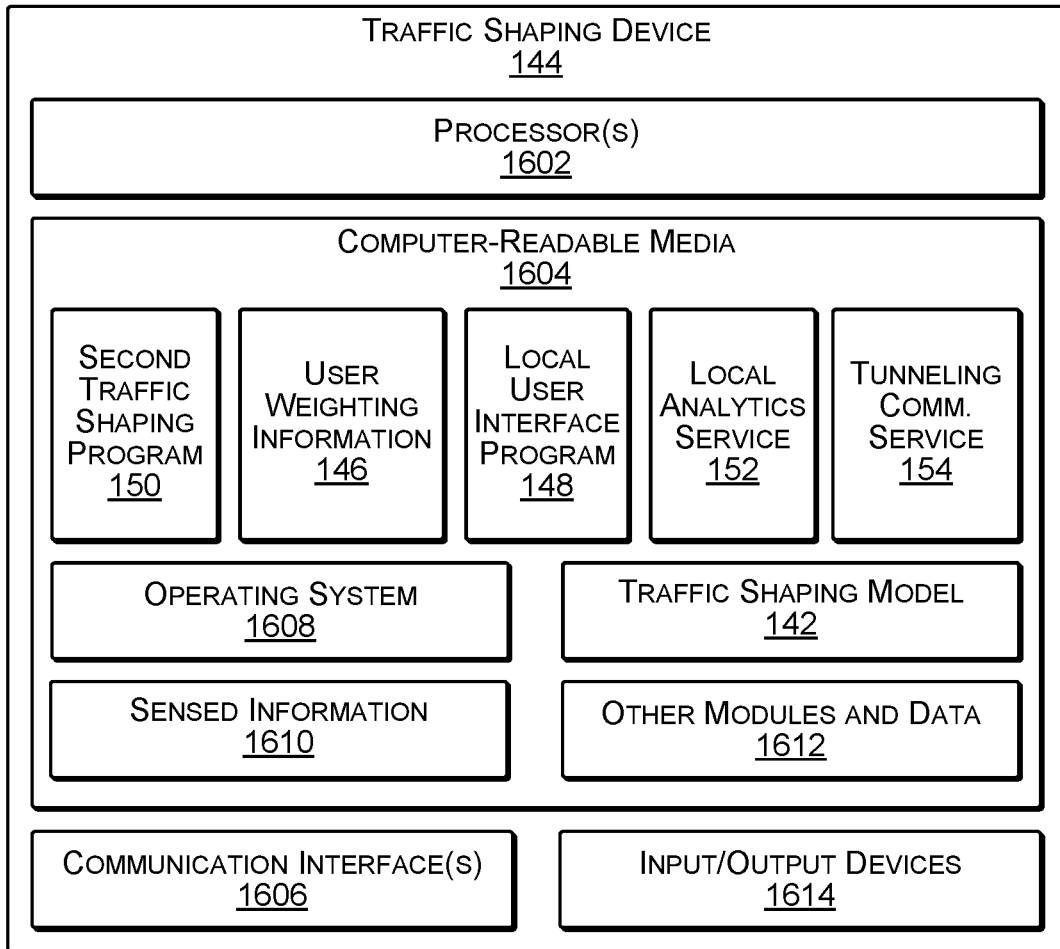 TRAFFIC SHAPING DEVICE
144
PROCESSOR(S)
1602
COMPUTER-READABLE MEDIA
1604
SECOND
TRAFFIC
SHAPING
PROGRAM
150
USER
WEIGHTING
INFORMATION
146
LOCAL
USER
INTERFACE
PROGRAM
148
LOCAL
ANALYTICS
SERVICE
152
TUNNELING
COMM.
SERVICE
154
OPERATING SYSTEM
1608
TRAFFIC SHAPING MODEL
142
SENSED INFORMATION
1610
OTHER MODULES AND DATA
1612
COMMUNICATION INTERFACE(S)
1606
INPUT/OUTPUT DEVICES
1614